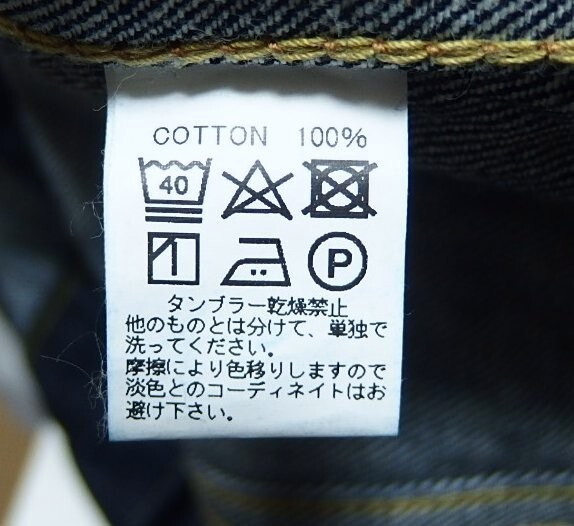 COTTON 100%
40
P
タンブラー乾燥禁止
他のものとは分けて、単独で
洗ってください。
摩擦により色移りしますので
淡色とのコーディネイトはお
避け下さい。